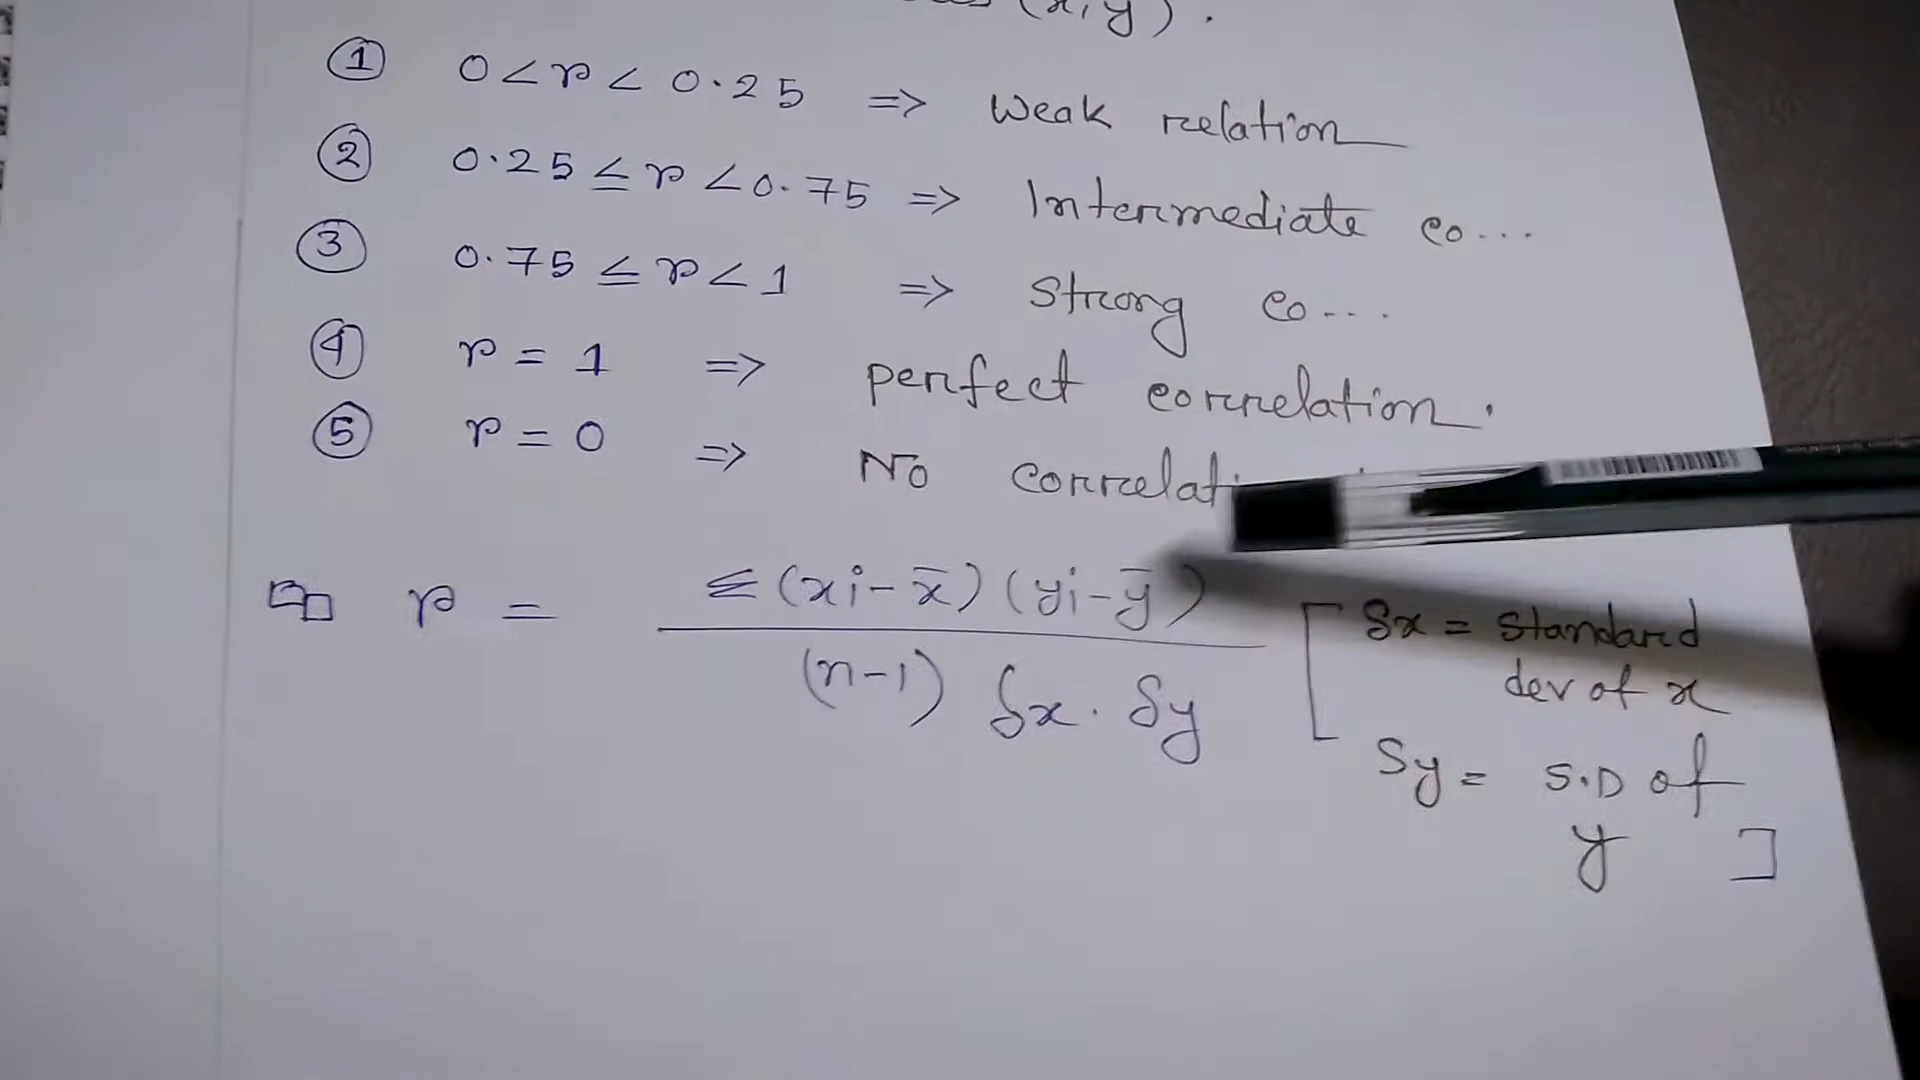 (x, y).
① 0 < r < 0.25 => Weak relation
② 0.25 ≤ r < 0.75 => Intermediate co...
③ 0.75 ≤ r < 1 => Strong co...
④ r = 1 => perfect correlation.
⑤ r = 0 => No
r = Σ(xi - x̄)(yi - ȳ) / (n-1) Sx . Sy
[ Sx = Standard
dev of x
Sy = S.D of
y ]